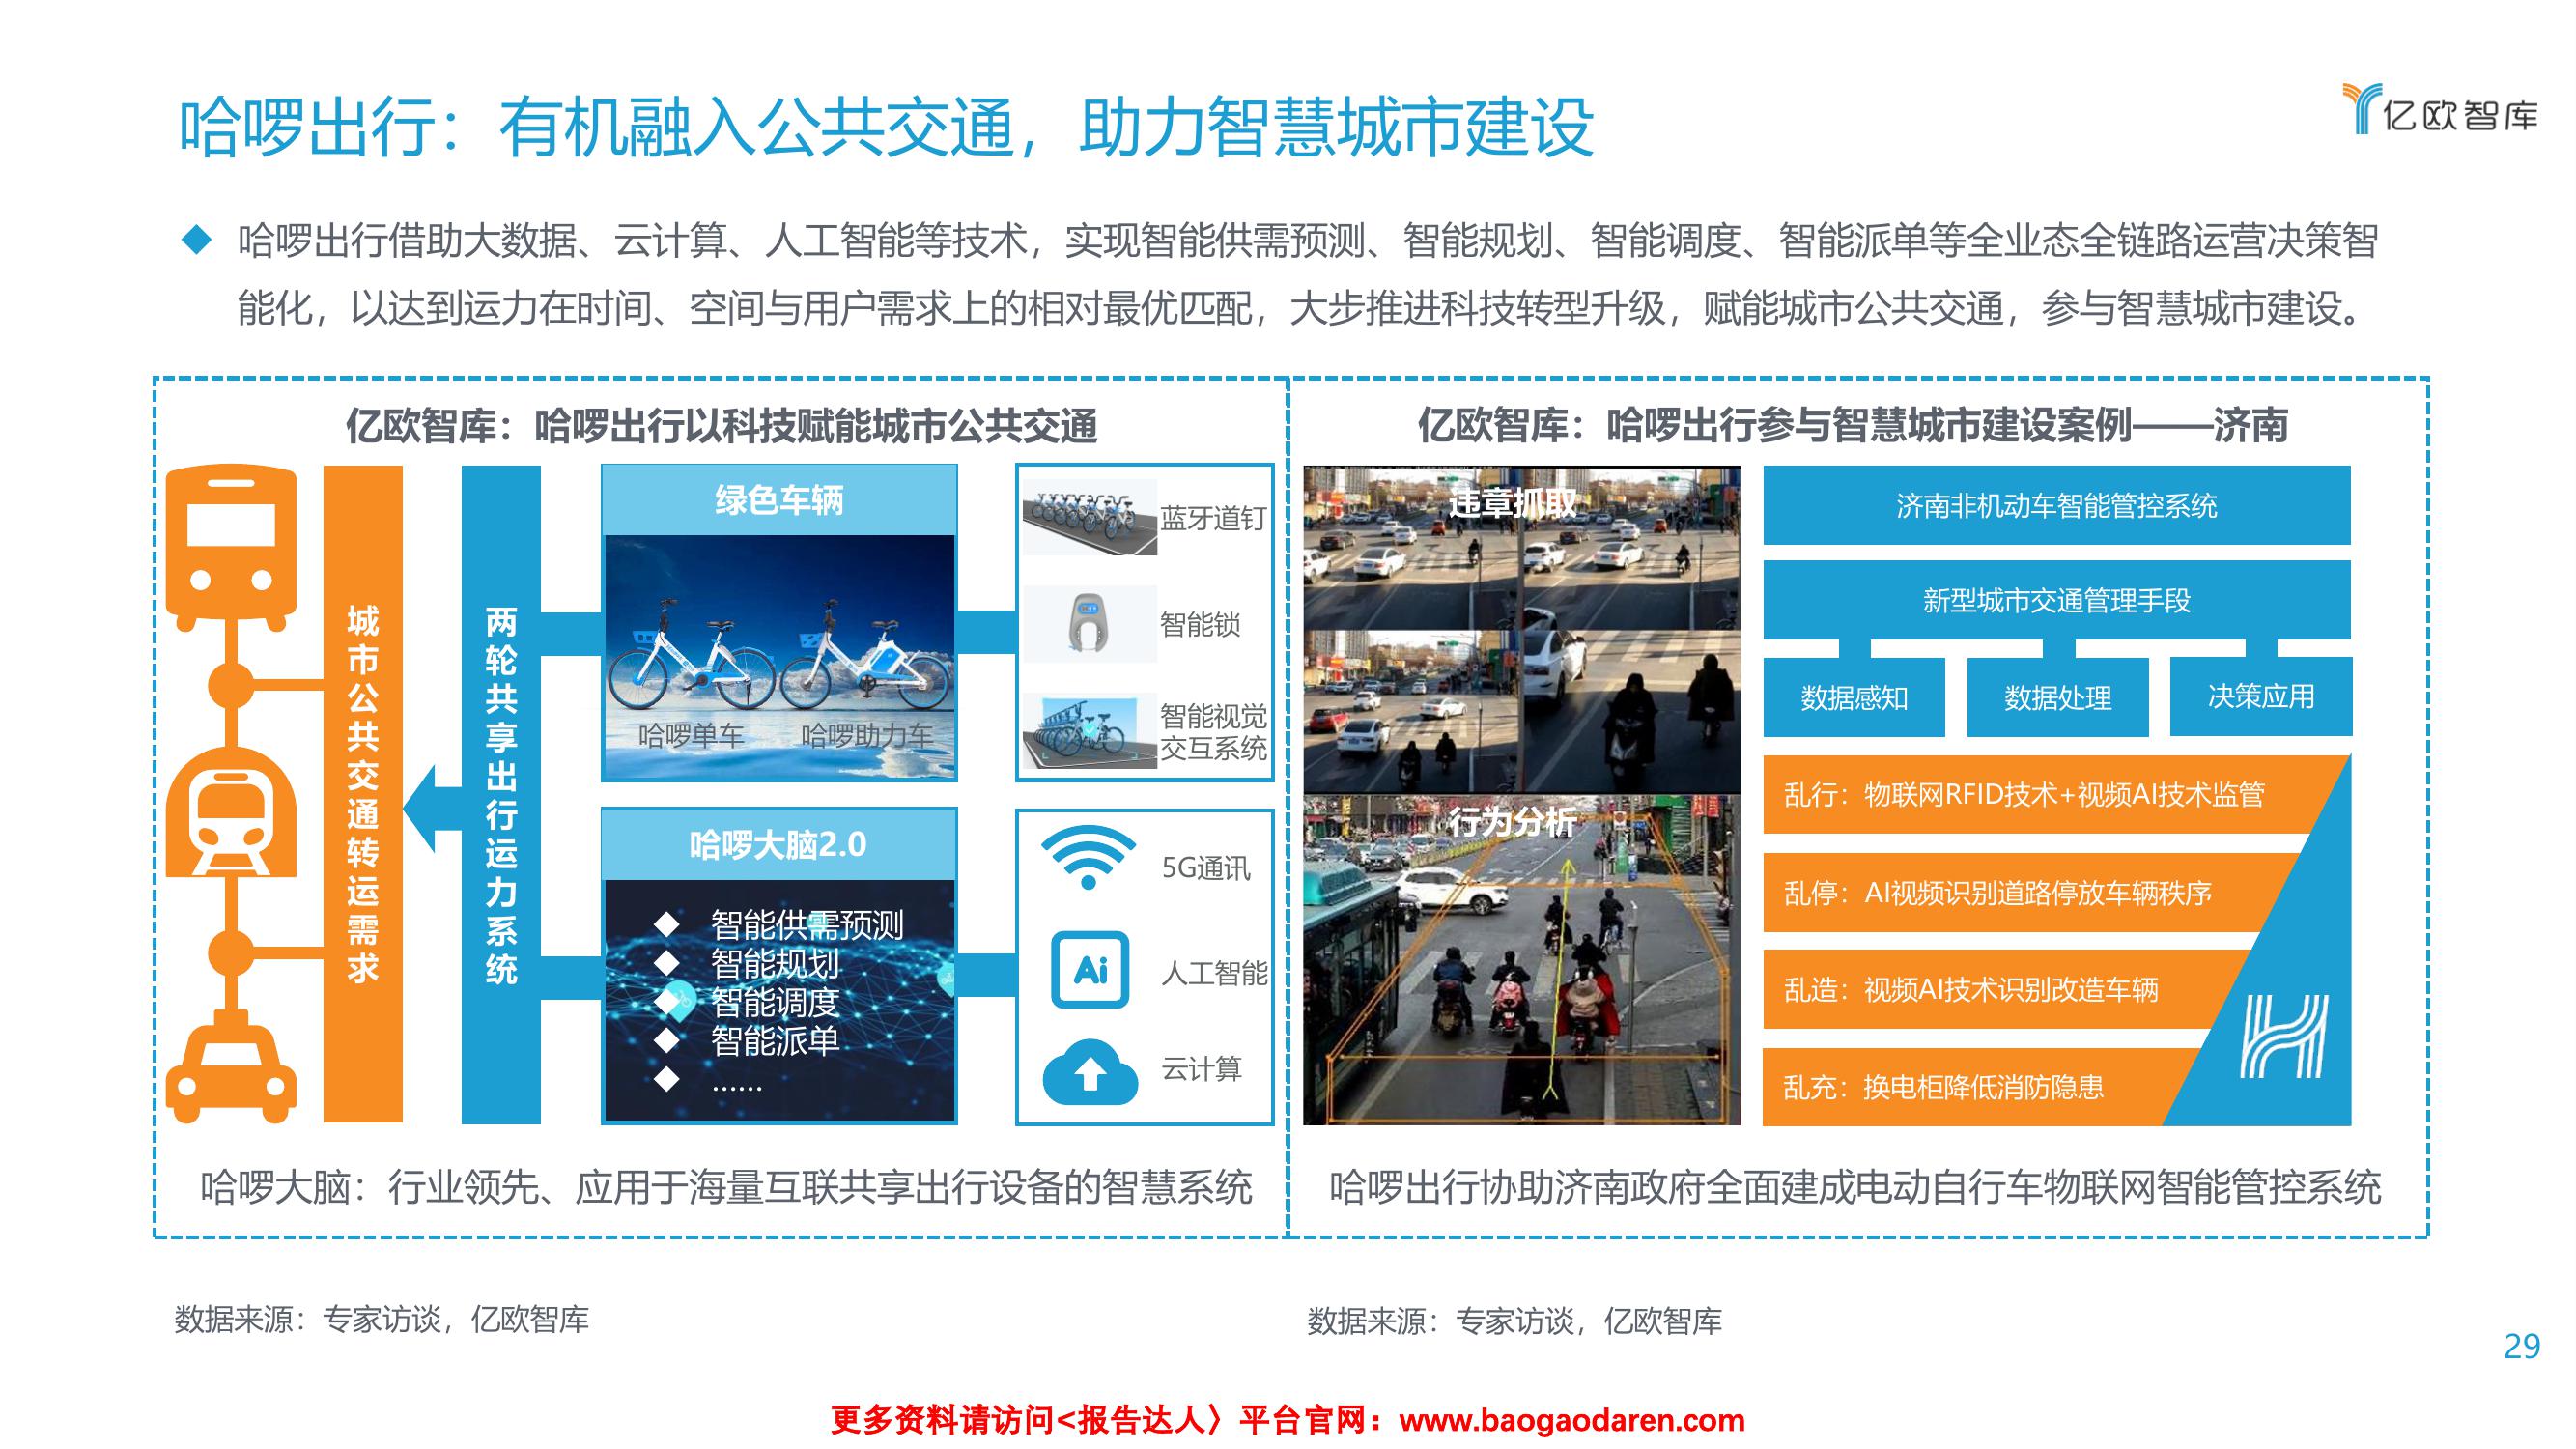 哈啰出行：有机融入公共交通，助力智慧城市建设
亿欧智库
哈啰出行借助大数据、云计算、人工智能等技术，实现智能供需预测、智能规划、智能调度、智能派单等全业态全链路运营决策智
能化，以达到运力在时间、空间与用户需求上的相对最优匹配，大步推进科技转型升级，赋能城市公共交通，参与智慧城市建设。
亿欧智库：哈啰出行以科技赋能城市公共交通
城市公共交通转运需求
两轮共享出行运力系统
绿色车辆
哈啰单车
哈啰助力车
蓝牙道钉
智能锁
智能视觉
交互系统
哈啰大脑2.0
智能供需预测
智能规划
智能调度
智能派单
......
5G通讯
Ai
人工智能
云计算
哈啰大脑：行业领先、应用于海量互联共享出行设备的智慧系统
亿欧智库：哈啰出行参与智慧城市建设案例——济南
违章抓取
行为分析
济南非机动车智能管控系统
新型城市交通管理手段
数据感知
数据处理
决策应用
乱行：物联网RFID技术+视频AI技术监管
乱停：AI视频识别道路停放车辆秩序
乱造：视频AI技术识别改造车辆
乱充：换电柜降低消防隐患
哈啰出行协助济南政府全面建成电动自行车物联网智能管控系统
数据来源：专家访谈，亿欧智库
数据来源：专家访谈，亿欧智库
29
更多资料请访问<报告达人〉平台官网：www.baogaodaren.com